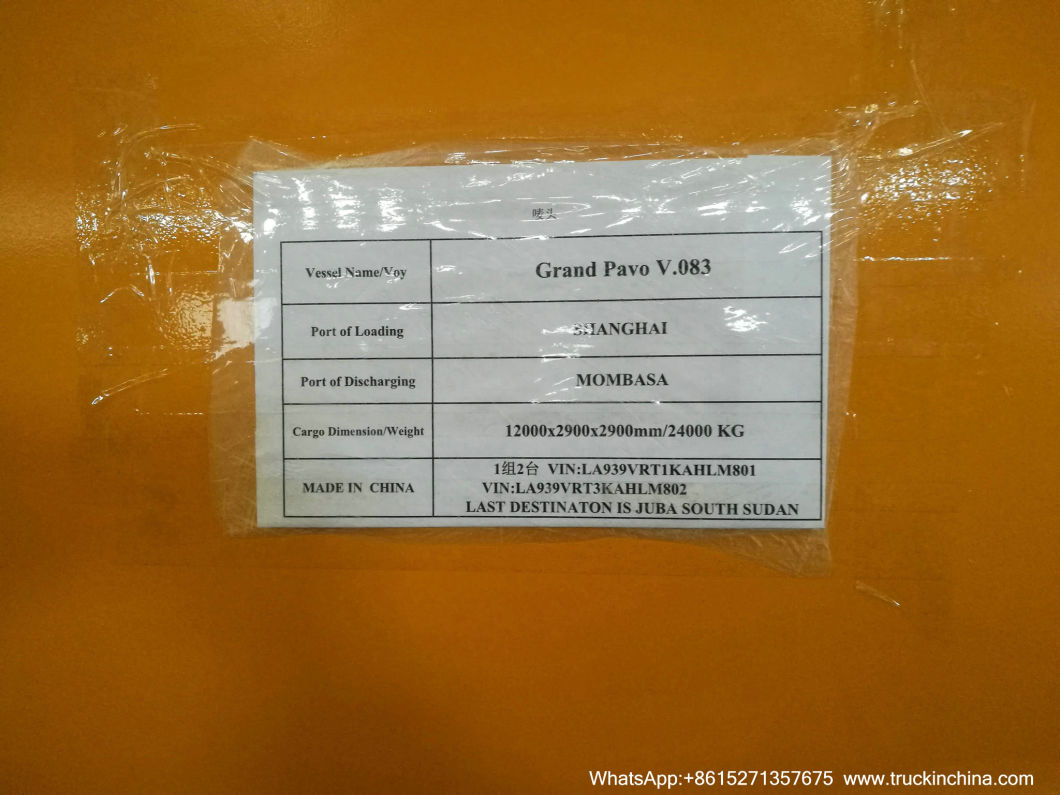 唛头
Vessel Name/Voy
Grand Pavo V.083
Port of Loading
SHANGHAI
Port of Discharging
MOMBASA
Cargo Dimension/Weight
12000x2900x2900mm/24000 KG
MADE IN CHINA
1组2台 VIN:LA939VRT1KAHLM801
VIN:LA939VRT3KAHLM802
LAST DESTINATON IS JUBA SOUTH SUDAN
WhatsApp:+8615271357675 www.truckinchina.com